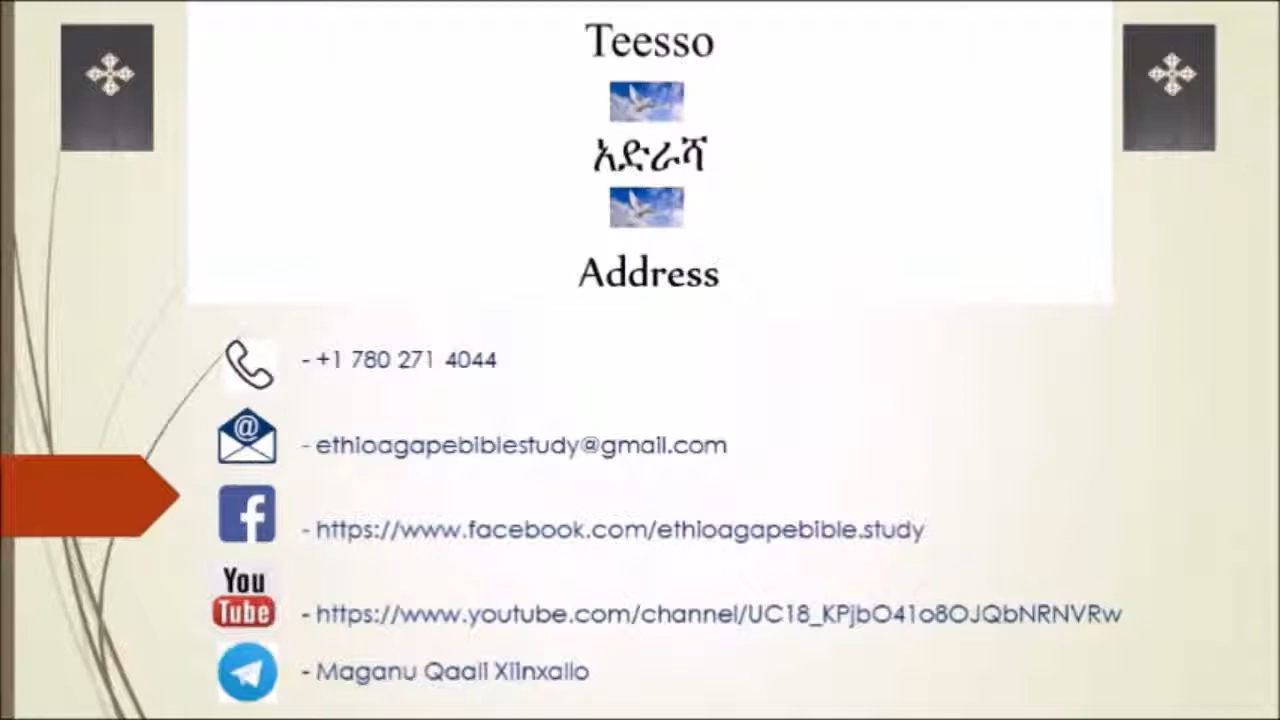 Teesso
አድራሻ
Address
- +1 780 271 4044
- ethioagapebiblestudy@gmail.com
- https://www.facebook.com/ethioagapebible.study
You
Tube
- https://www.youtube.com/channel/UC18_KPjbO41o8OJQbNRNVRw
- Maganu Qaali Xiinxallo